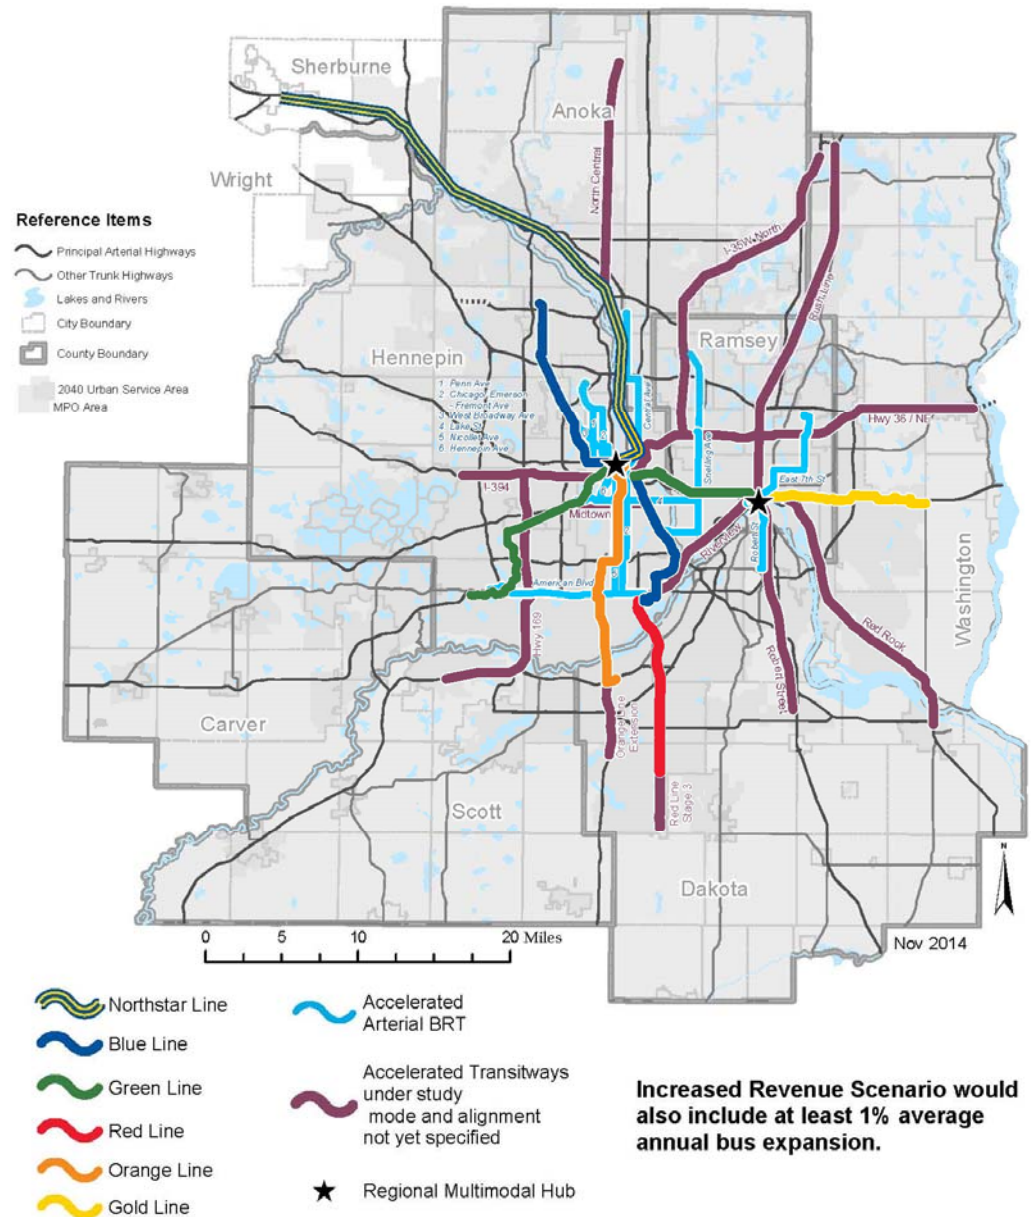 Sherburne
Anoka
Wright
North Central
I-35W North
Rush Line
Reference Items
Principal Arterial Highways
Other Trunk Highways
Lakes and Rivers
City Boundary
County Boundary
2040 Urban Service Area
MPO Area
Hennepin
Ramsey
1 Penn Ave
2 Chicago Emerson
- Fremont Ave
3 West Broadway Ave
4 Lake St
5 Nicollet Ave
6 Hennepin Ave
Central Ave
Snelling Ave
Hwy 36 / NE
East 7th St
I-394
Midtown
4
Riverview
Robert St
American Blvd
Hwy 169
Washington
Red Rock
Robert
Street
Orange Line
Extension
Carver
Scott
Red Line
Stage 3
Dakota
N
Nov 2014
0 5 10 20 Miles
Northstar Line
Blue Line
Green Line
Red Line
Orange Line
Gold Line
Accelerated
Arterial BRT
Accelerated Transitways
under study
mode and alignment
not yet specified
Regional Multimodal Hub
Increased Revenue Scenario would
also include at least 1% average
annual bus expansion.